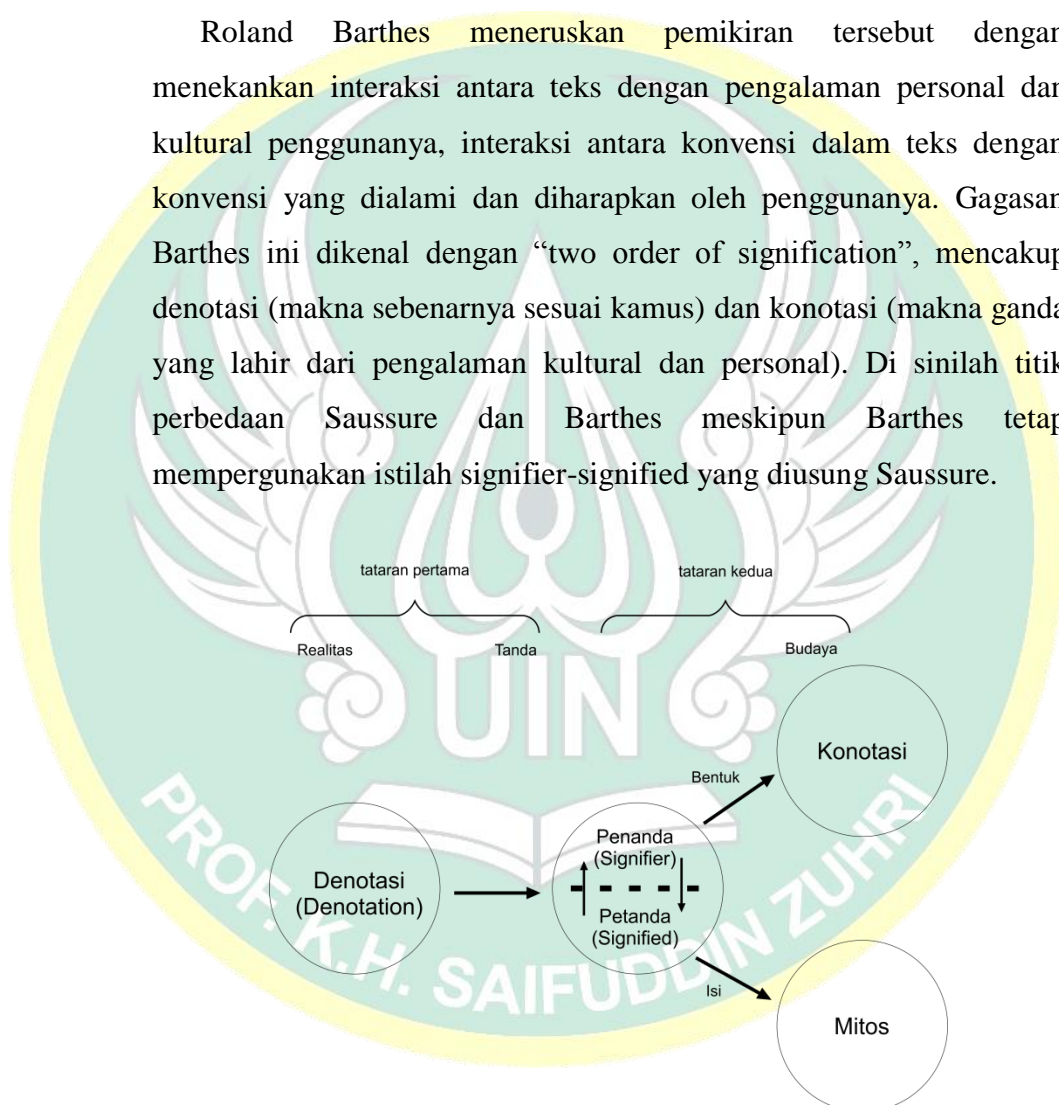 Roland Barthes meneruskan pemikiran tersebut dengan
menekankan interaksi antara teks dengan pengalaman personal dan
kultural penggunanya, interaksi antara konvensi dalam teks dengan
konvensi yang dialami dan diharapkan oleh penggunanya. Gagasan
Barthes ini dikenal dengan “two order of signification”, mencakup
denotasi (makna sebenarnya sesuai kamus) dan konotasi (makna ganda
yang lahir dari pengalaman kultural dan personal). Di sinilah titik
perbedaan Saussure dan Barthes meskipun Barthes tetap
mempergunakan istilah signifier-signified yang diusung Saussure.
tataran pertama
tataran kedua
Realitas
Tanda
Budaya
UIN
Konotasi
Bentuk
Penanda
(Signifier)
Denotasi
(Denotation)
Petanda
(Signified)
Isi
Mitos
PROF. K.H. SAIFUDDIN ZUHRI